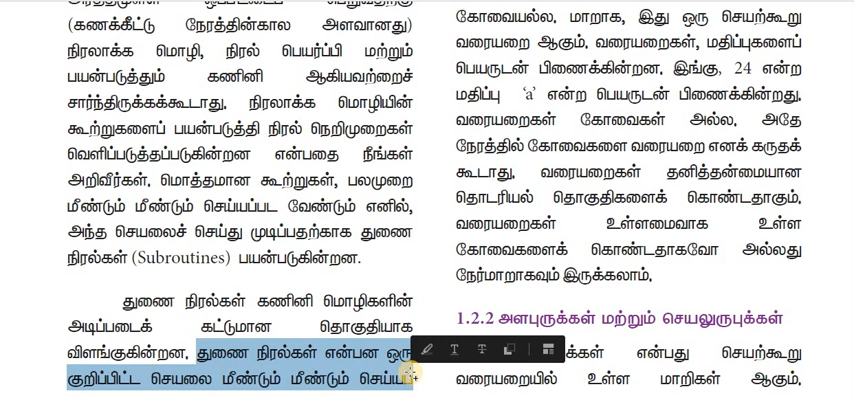 (கணக்கீட்டு நேரத்தின்கால அளவானது)
நிரலாக்க மொழி, நிரல் பெயர்ப்பி மற்றும்
பயன்படுத்தும் கணினி ஆகியவற்றைச்
சார்ந்திருக்கக்கூடாது. நிரலாக்க மொழியின்
கூற்றுகளைப் பயன்படுத்தி நிரல் நெறிமுறைகள்
வெளிப்படுத்தப்படுகின்றன என்பதை நீங்கள்
அறிவீர்கள். மொத்தமான கூற்றுகள், பலமுறை
மீண்டும் மீண்டும் செய்யப்பட வேண்டும் எனில்,
அந்த செயலைச் செய்து முடிப்பதற்காக துணை
நிரல்கள் (Subroutines) பயன்படுகின்றன.
துணை நிரல்கள் கணினி மொழிகளின்
அடிப்படைக் கட்டுமான தொகுதியாக
விளங்குகின்றன. துணை நிரல்கள் என்பன ஒரு
குறிப்பிட்ட செயலை மீண்டும் மீண்டும்
கோவையல்ல. மாறாக, இது ஒரு செயற்கூறு
வரையறை ஆகும். வரையறைகள், மதிப்புகளைப்
பெயருடன் பிணைக்கின்றன. இங்கு, 24 என்ற
மதிப்பு ‘a’ என்ற பெயருடன் பிணைக்கின்றது.
வரையறைகள் கோவைகள் அல்ல. அதே
நேரத்தில் கோவைகளை வரையறை எனக் கருதக்
கூடாது. வரையறைகள் தனித்தன்மையான
தொடரியல் தொகுதிகளைக் கொண்டதாகும்.
வரையறைகள் உள்ளமைவாக உள்ள
கோவைகளைக் கொண்டதாகவோ அல்லது
நேர்மாறாகவும் இருக்கலாம்.
1.2.2 அளபுருக்கள் மற்றும் செயலுருபுக்கள்
என்பது செயற்கூறு
வரையறையில் உள்ள மாறிகள் ஆகும்.